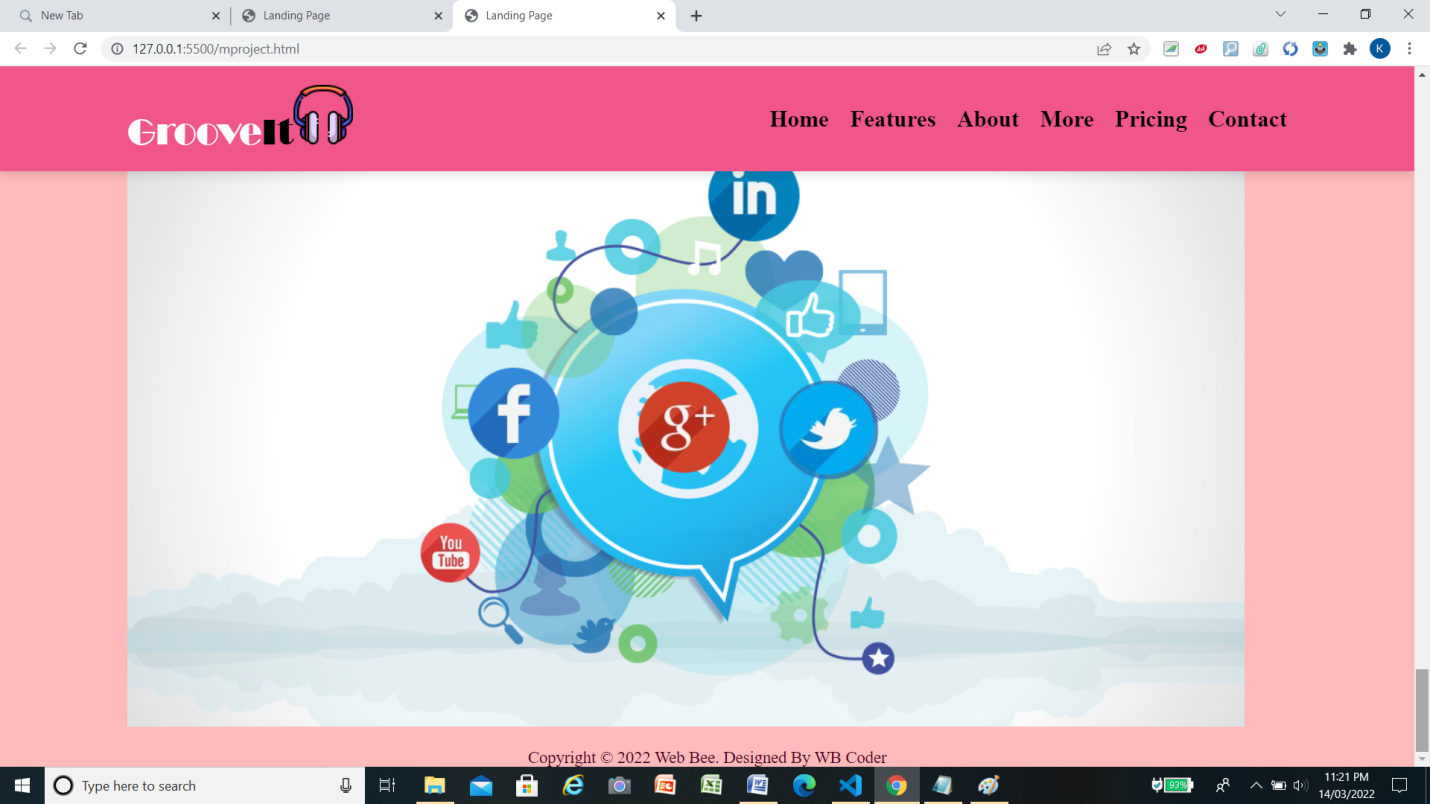 New Tab
Landing Page
Landing Page
127.0.0.1:5500/mproject.html
K
GrooveIt
Home Features About More Pricing Contact
in
f
g+
You
Tube
Copyright © 2022 Web Bee. Designed By WB Coder
Type here to search
93%
11:21 PM
14/03/2022